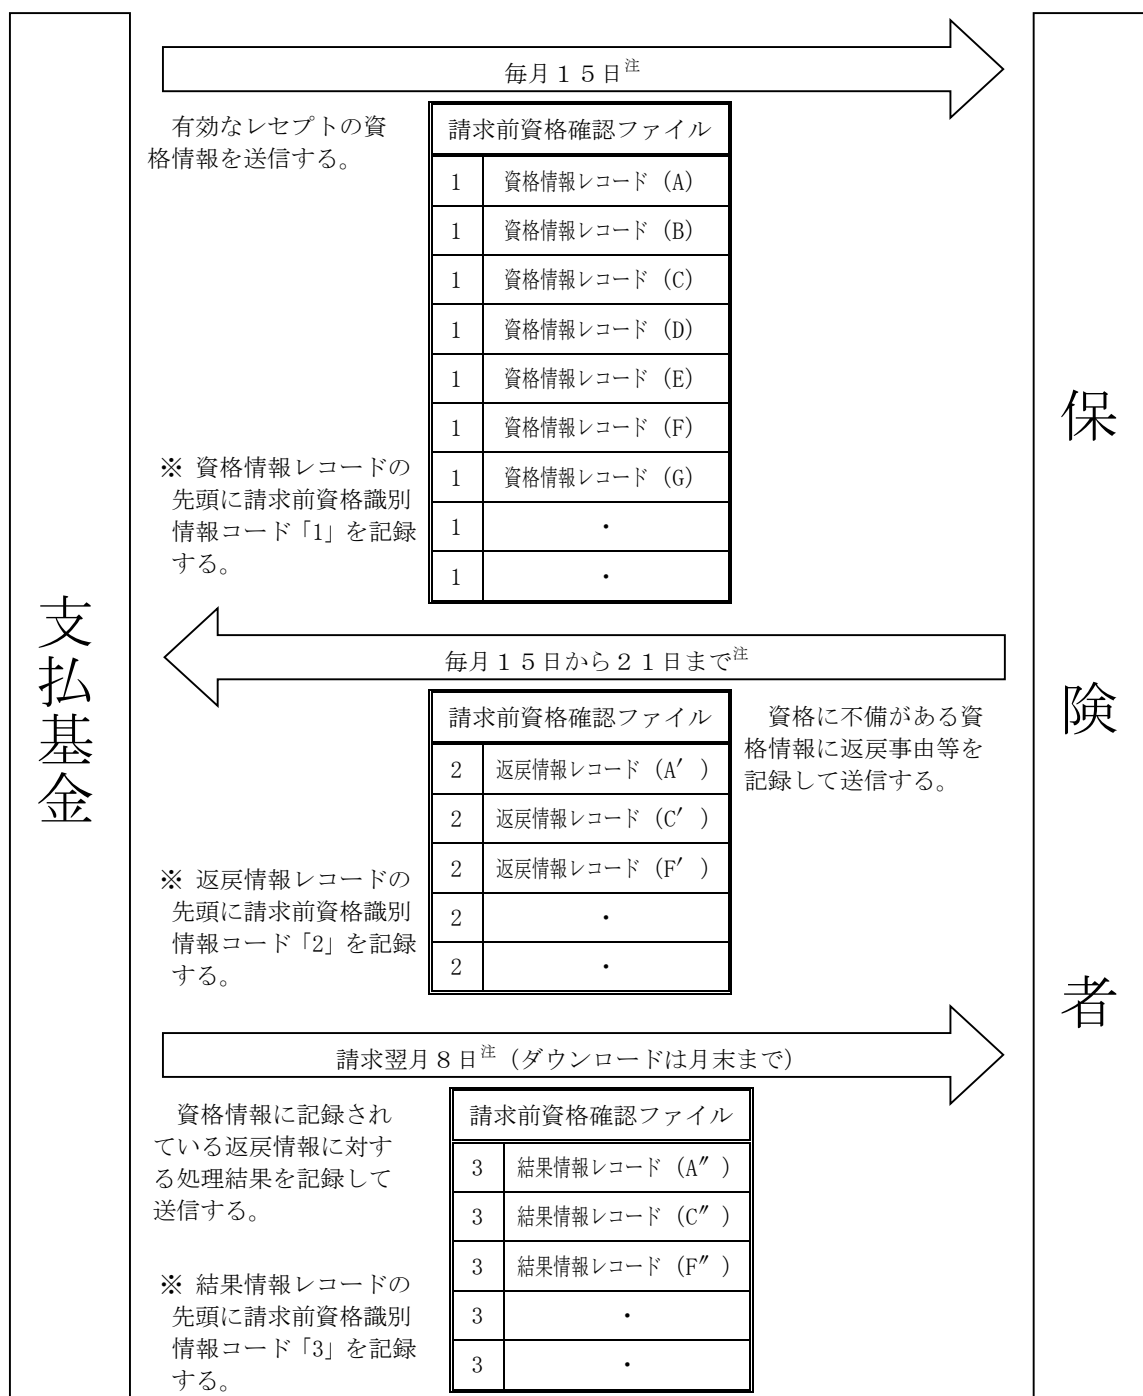 支払基金
保険者
毎月１５日注
有効なレセプトの資
格情報を送信する。
請求前資格確認ファイル
1 資格情報レコード (A)
1 資格情報レコード (B)
1 資格情報レコード (C)
1 資格情報レコード (D)
1 資格情報レコード (E)
1 資格情報レコード (F)
1 資格情報レコード (G)
1 ・
1 ・
※ 資格情報レコードの
先頭に請求前資格識別
情報コード「1」を記録
する。
毎月１５日から２１日まで注
請求前資格確認ファイル
2 返戻情報レコード (A′ )
2 返戻情報レコード (C′ )
2 返戻情報レコード (F′ )
2 ・
2 ・
資格に不備がある資
格情報に返戻事由等を
記録して送信する。
※ 返戻情報レコードの
先頭に請求前資格識別
情報コード「2」を記録
する。
請求翌月８日注（ダウンロードは月末まで）
資格情報に記録され
ている返戻情報に対す
る処理結果を記録して
送信する。
請求前資格確認ファイル
3 結果情報レコード (A″ )
3 結果情報レコード (C″ )
3 結果情報レコード (F″ )
3 ・
3 ・
※ 結果情報レコードの
先頭に請求前資格識別
情報コード「3」を記録
する。